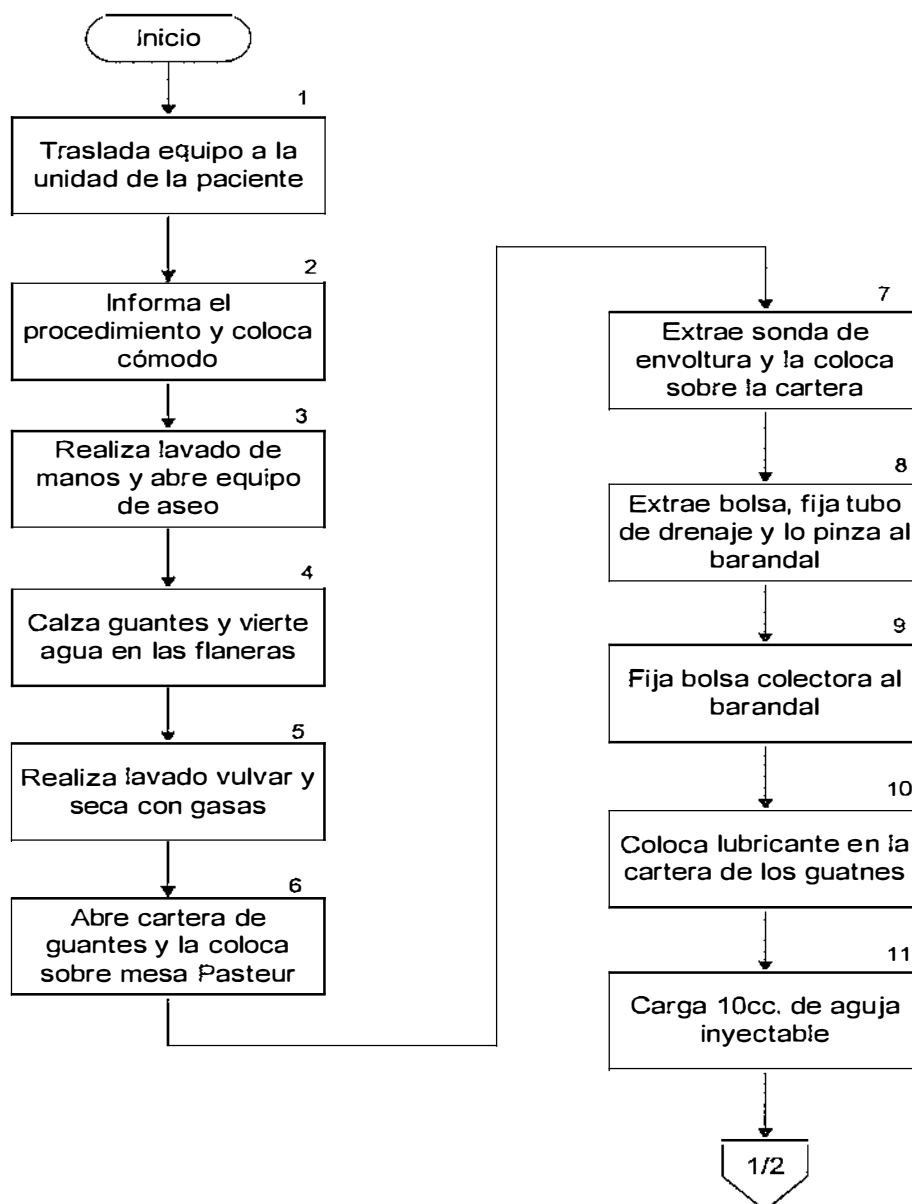 Inicio
1
Traslada equipo a la
unidad de la paciente
2
Informa el
procedimiento y coloca
cómodo
3
Realiza lavado de
manos y abre equipo
de aseo
4
Calza guantes y vierte
agua en las flaneras
5
Realiza lavado vulvar y
seca con gasas
6
Abre cartera de
guantes y la coloca
sobre mesa Pasteur
7
Extrae sonda de
envoltura y la coloca
sobre la cartera
8
Extrae bolsa, fija tubo
de drenaje y lo pinza al
barandal
9
Fija bolsa colectora al
barandal
10
Coloca lubricante en la
cartera de los guatnes
11
Carga 10cc. de aguja
inyectable
1/2